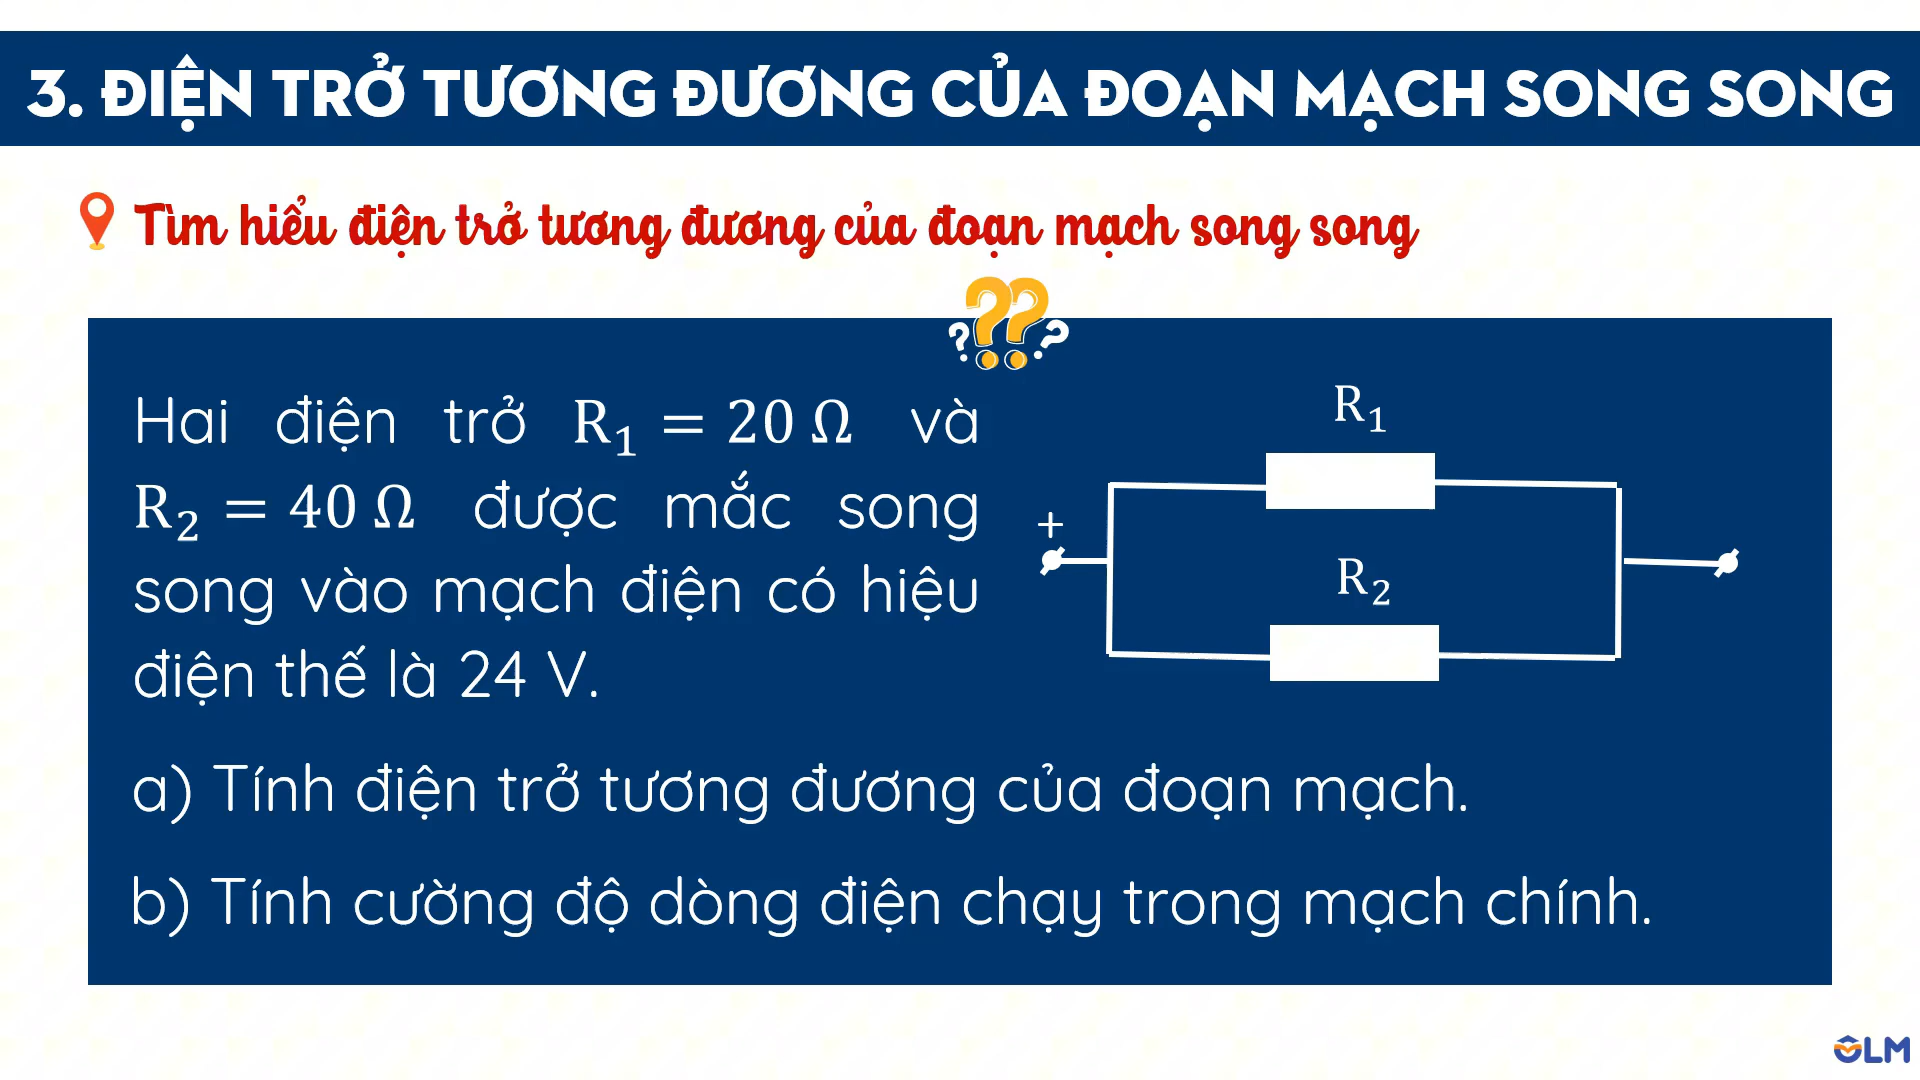 3. ĐIỆN TRỞ TƯƠNG ĐƯƠNG CỦA ĐOẠN MẠCH SONG SONG
Tìm hiểu điện trở tương đương của đoạn mạch song song
????
Hai điện trở R₁ = 20 Ω và
R₂ = 40 Ω được mắc song
song vào mạch điện có hiệu
điện thế là 24 V.
R₁
+
R₂
a) Tính điện trở tương đương của đoạn mạch.
b) Tính cường độ dòng điện chạy trong mạch chính.
OLM